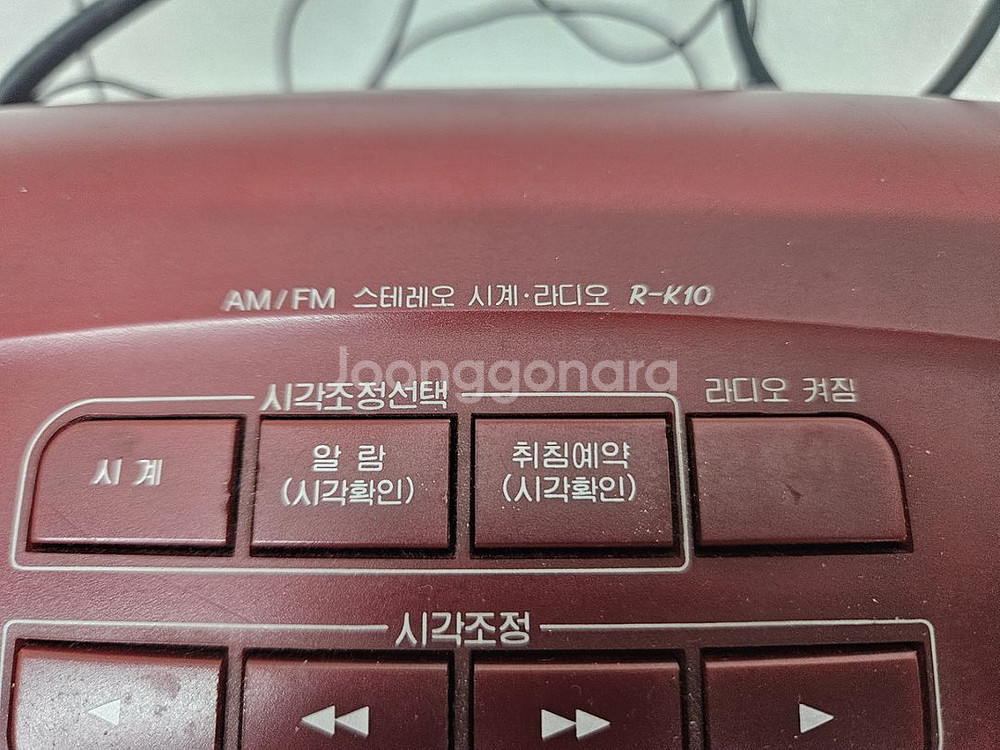 AM/FM 스테레오 시계·라디오 R-K10
Joonggonara
시각조정선택
라디오 켜짐
시계
알람
(시각확인)
취침예약
(시각확인)
시각조정